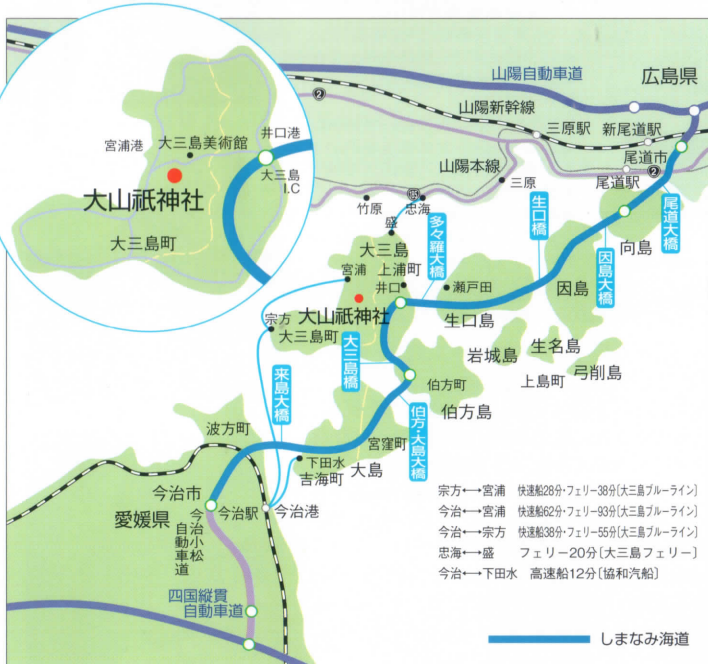 山陽自動車道
広島県
2
山陽新幹線
三原駅
新尾道駅
山陽本線
尾道市
2
尾道駅
三原
185
竹原
忠海
井口港
宮浦港
大三島美術館
大三島
I.C
大山祇神社
大三島町
盛
多々羅大橋
生口橋
尾道大橋
因島大橋
向島
大三島
上浦町
井口
宮浦
瀬戸田
因島
大山祇神社
宗方
大三島町
生口島
大三島橋
来島大橋
岩城島
生名島
弓削島
上島町
伯方町
伯方島
伯方・大島大橋
波方町
宮窪町
下田水
吉海町
大島
今治市
今治駅
今治港
愛媛県
今治小松
自動車道
四国縦貫
自動車道
宗方←→宮浦 快速船28分・フェリー38分〔大三島ブルーライン〕
今治←→宮浦 快速船62分・フェリー93分〔大三島ブルーライン〕
今治←→宗方 快速船38分・フェリー55分〔大三島ブルーライン〕
忠海←→盛 フェリー20分〔大三島フェリー〕
今治←→下田水 高速船12分〔協和汽船〕
しまなみ海道